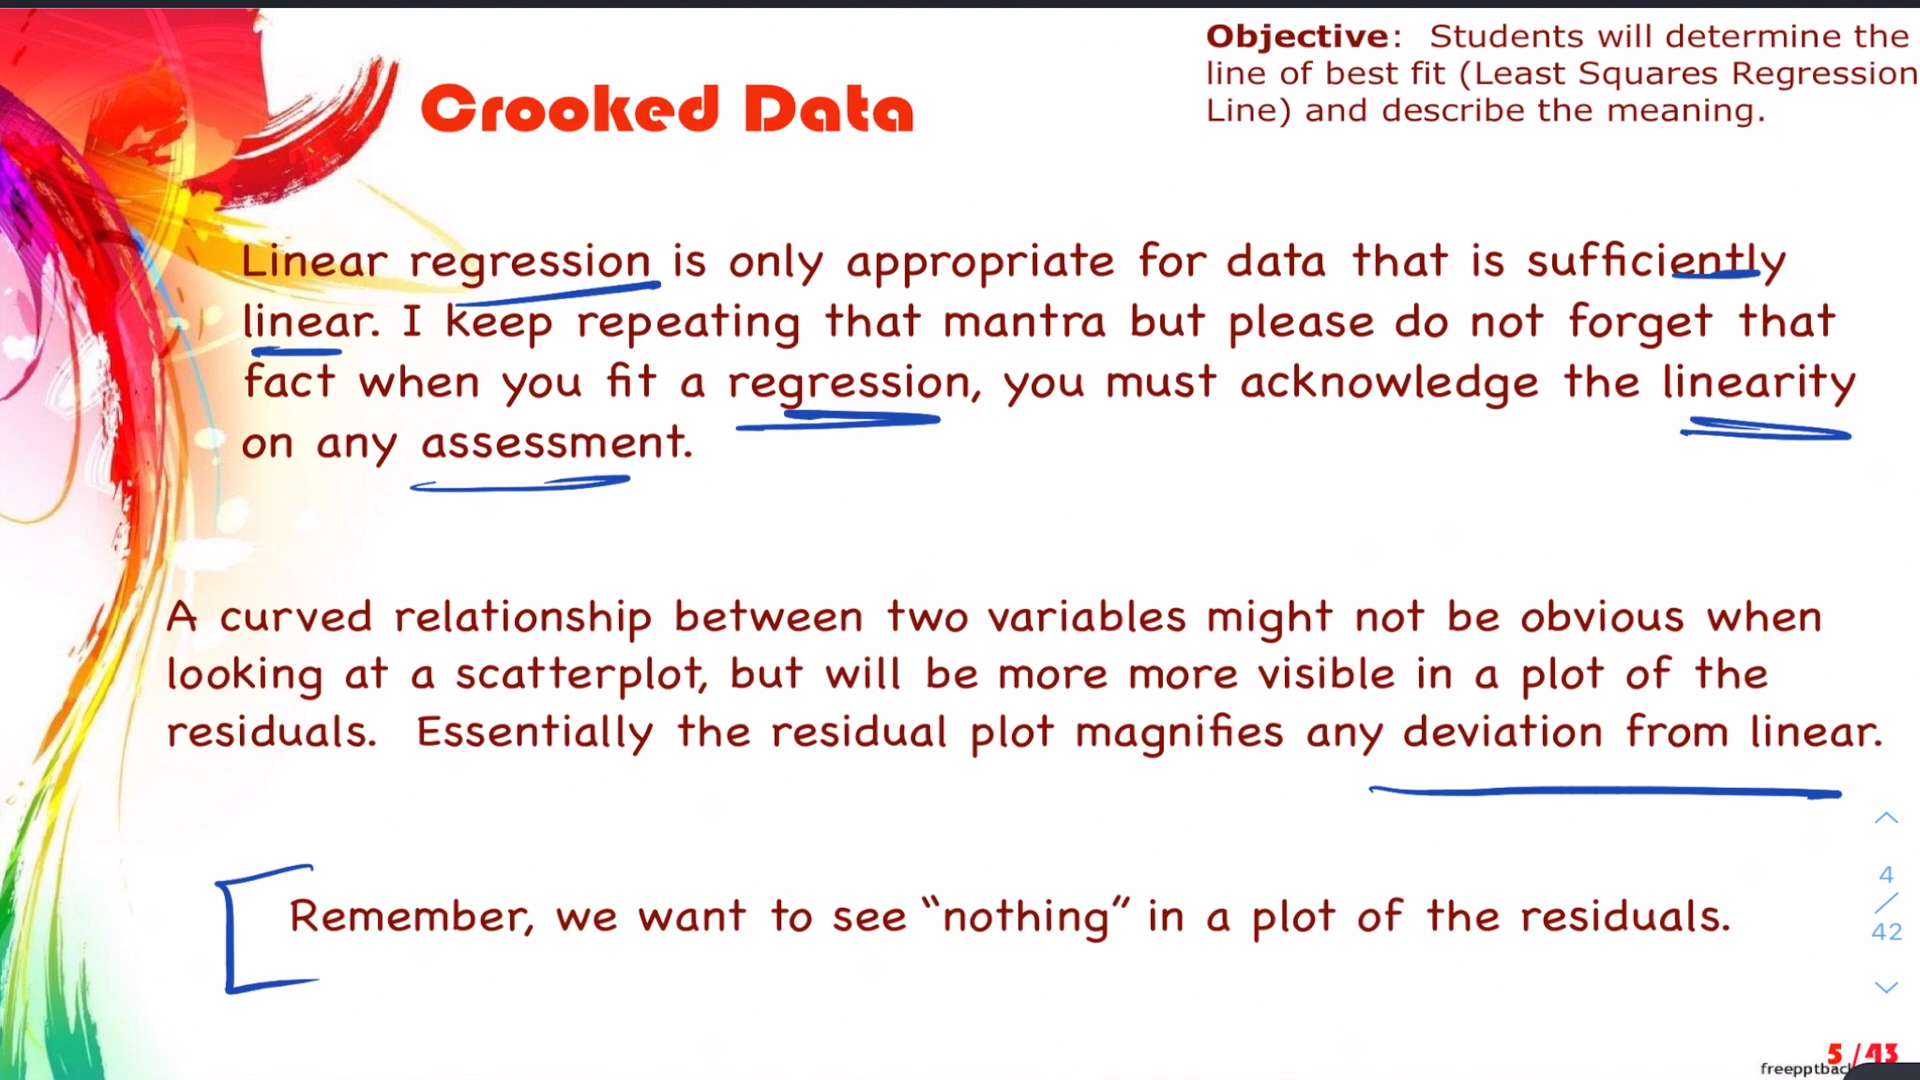 Objective:  Students will determine the
line of best fit (Least Squares Regression
Line) and describe the meaning.
Crooked Data
Linear regression is only appropriate for data that is sufficiently
linear. I keep repeating that mantra but please do not forget that
fact when you fit a regression, you must acknowledge the linearity
on any assessment.
A curved relationship between two variables might not be obvious when
looking at a scatterplot, but will be more more visible in a plot of the
residuals.  Essentially the residual plot magnifies any deviation from linear.
Remember, we want to see “nothing” in a plot of the residuals.
4
/
42
5/43